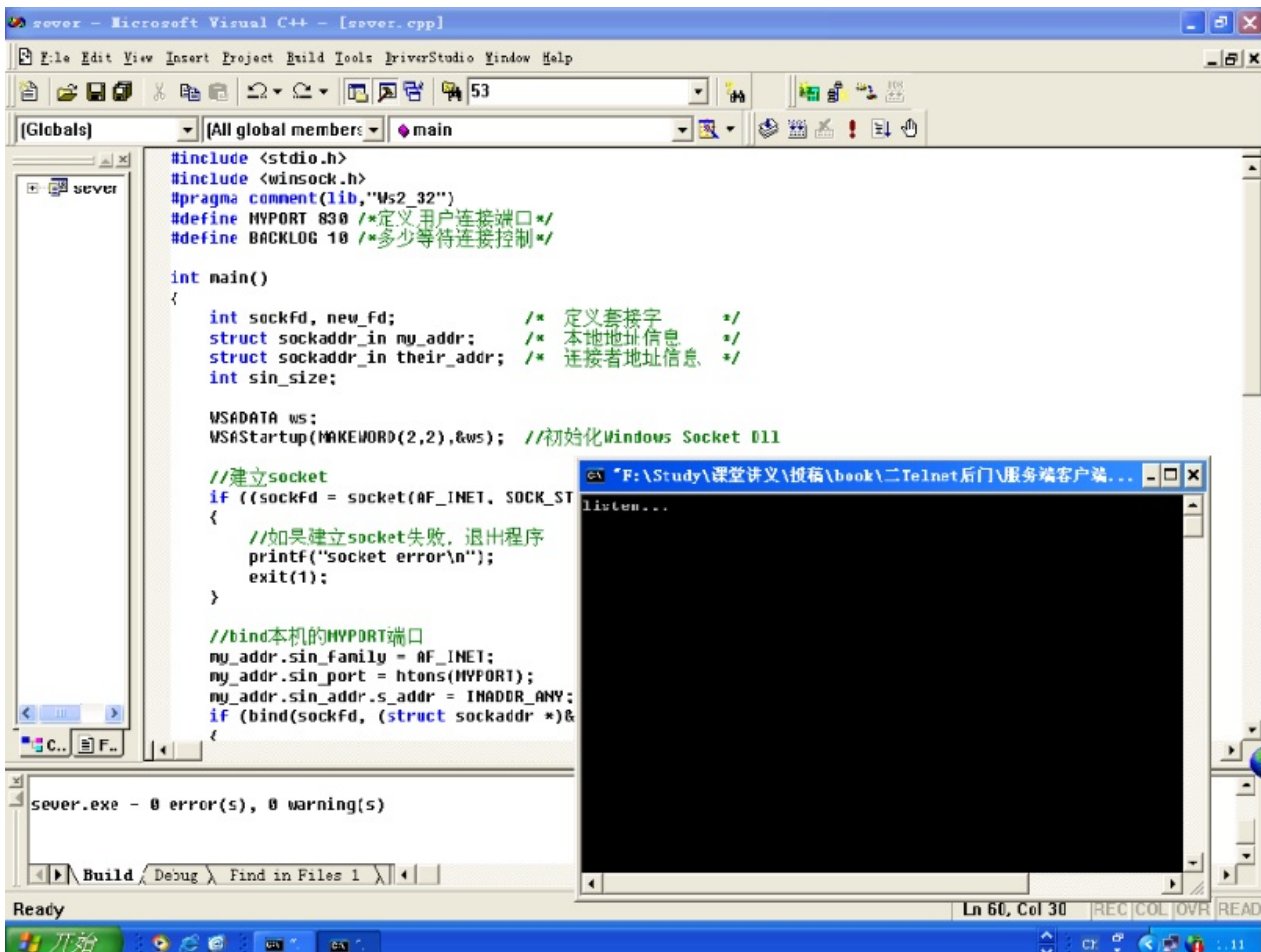 sever - Microsoft Visual C++ - [sever.cpp]
File Edit View Insert Project Build Tools DriverStudio Window Help
53
(Globals) (All global members main
sever
#include <stdio.h>
#include <winsock.h>
#pragma comment(lib,"Ws2_32")
#define MYPORT 830 /*定义用户连接端口*/
#define BACKLOG 10 /*多少等待连接控制*/
int main()
{
int sockfd, new_fd; /* 定义套接字 */
struct sockaddr_in my_addr; /* 本地地址信息 */
struct sockaddr_in their_addr; /* 连接者地址信息 */
int sin_size;
WSADATA ws;
WSAStartup(MAKEWORD(2,2),&ws); //初始化Windows Socket Dll
//建立socket
if ((sockfd = socket(AF_INET, SOCK_ST
{
//如果建立socket失败，退出程序
printf("socket error\n");
exit(1);
}
//bind本机的MYPORT端口
my_addr.sin_family = AF_INET;
my_addr.sin_port = htons(MYPORT);
my_addr.sin_addr.s_addr = INADDR_ANY;
if (bind(sockfd, (struct sockaddr *)&
{
C.. F..
"F:\Study\课堂讲义\投稿\book\二Telnet后门\服务端客户端...
listen...
sever.exe - 0 error(s), 0 warning(s)
Build Debug Find in Files 1
Ready
Ln 60, Col 30 REC COL OVR READ
开始
:11